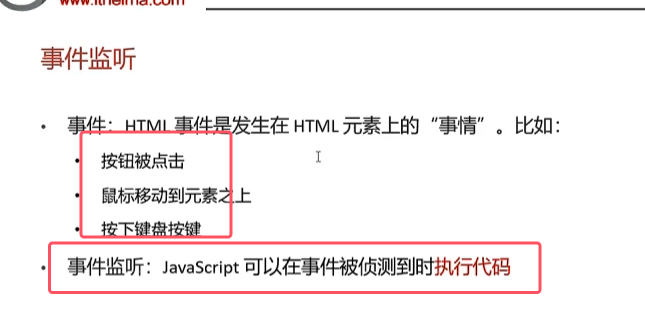 www.itheima.com
事件监听
• 事件：HTML 事件是发生在 HTML 元素上的“事情”。比如：
• 按钮被点击
• 鼠标移动到元素之上
• 按下键盘按键
• 事件监听：JavaScript 可以在事件被侦测到时执行代码